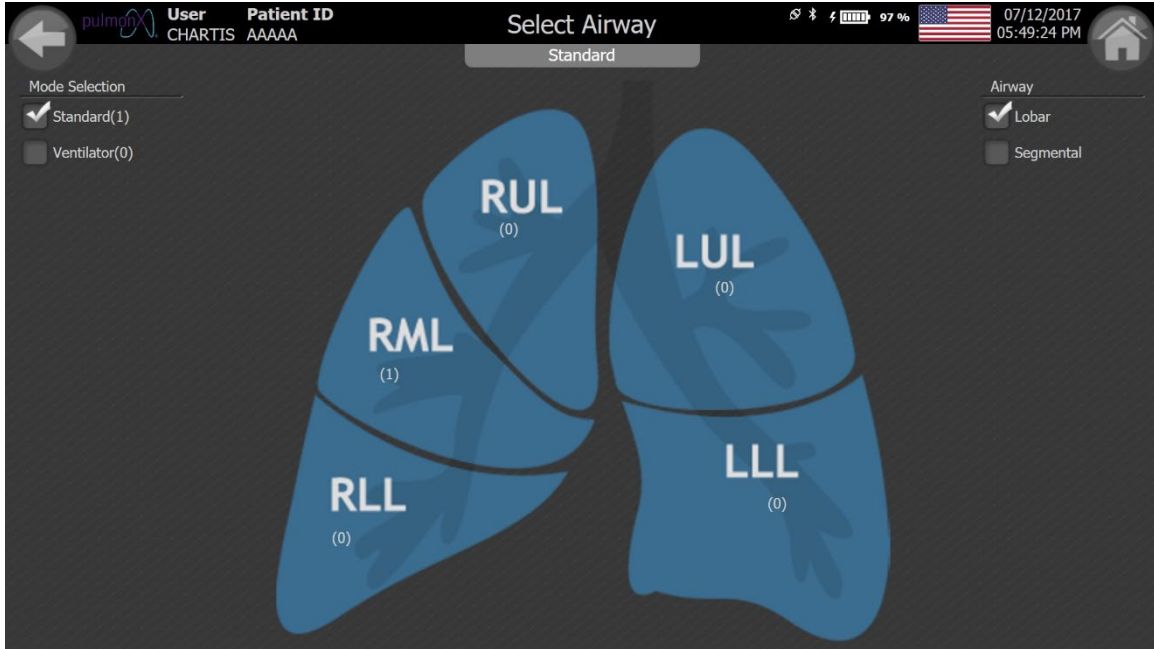 pulmonx
User Patient ID
CHARTIS AAAAA
Select Airway
97 %
07/12/2017
05:49:24 PM
Standard
Mode Selection
Standard(1)
Ventilator(0)
Airway
Lobar
Segmental
RUL
(0)
LUL
(0)
RML
(1)
LLL
(0)
RLL
(0)